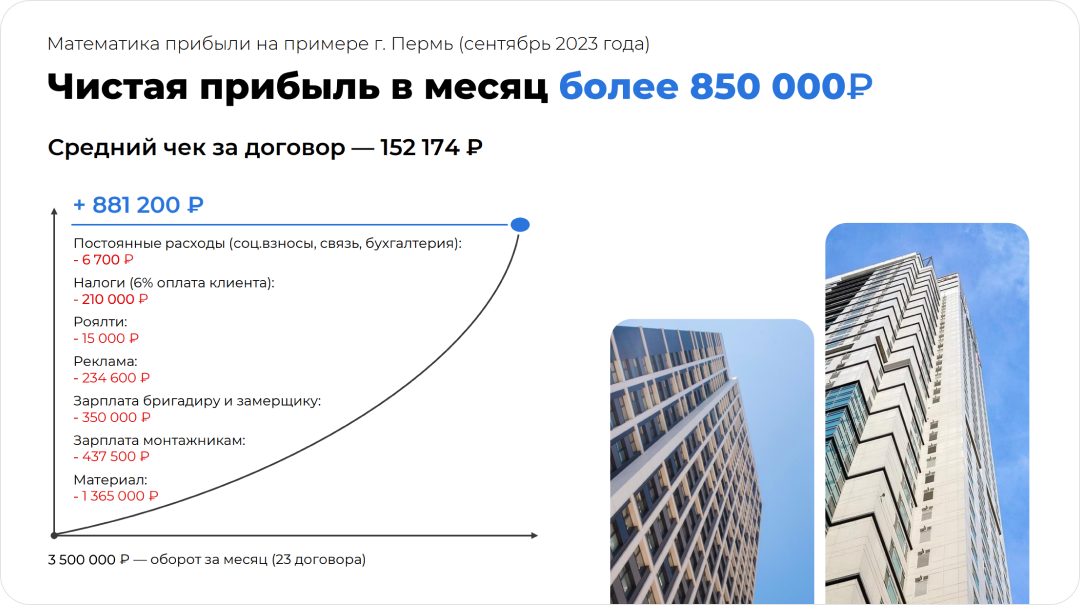 Математика прибыли на примере г. Пермь (сентябрь 2023 года)
Чистая прибыль в месяц более 850 000₽
Средний чек за договор — 152 174 ₽
+ 881 200 ₽
Постоянные расходы (соц.взносы, связь, бухгалтерия):
- 6 700 ₽
Налоги (6% оплата клиента):
- 210 000 ₽
Роялти:
- 15 000 ₽
Реклама:
- 234 600 ₽
Зарплата бригадиру и замерщику:
- 350 000 ₽
Зарплата монтажникам:
- 437 500 ₽
Материал:
- 1 365 000 ₽
3 500 000 ₽ — оборот за месяц (23 договора)